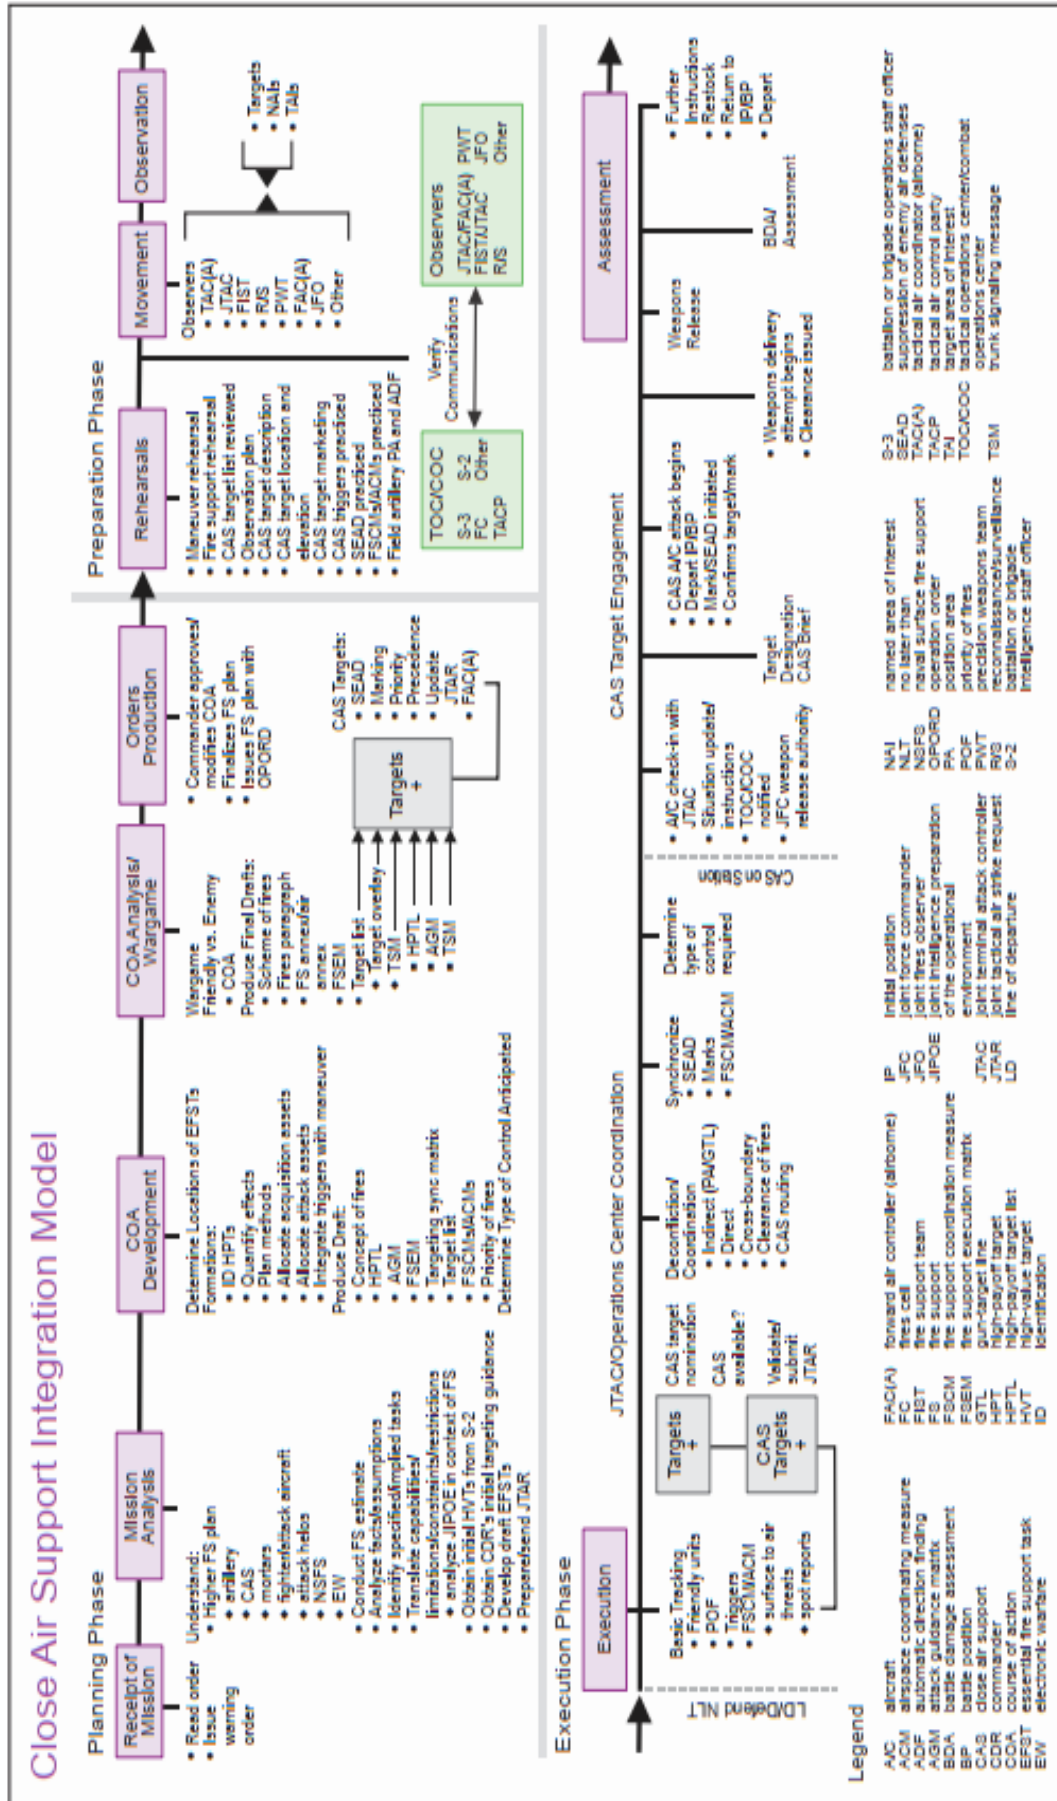 Close Air Support Integration Model
Planning Phase
Receipt of
Mission
• Read order
• Issue
warning
order
Mission
Analysis
Understand:
• Higher FS plan
• artillery
• CAS
• mortars
• fighter/attack aircraft
• attack helos
• NSFS
• EW
• Conduct FS estimate
• Analyze facts/assumptions
• Identify specified/implied tasks
• Translate capabilities/
limitations/constraints/restrictions
• analyze JIPOE in context of FS
• Obtain initial HVTs from S-2
• Obtain CDR's initial targeting guidance
• Develop draft EFSTs
• Prepare/send JTAR
COA
Development
Determine Locations of EFSTs
Formations:
• ID HPTs
• Quantify effects
• Plan methods
• Allocate acquisition assets
• Allocate attack assets
• Integrate triggers with maneuver
Produce Draft:
• Concept of fires
• HPTL
• AGM
• FSEM
• Targeting sync matrix
• Target list
• FSCMs/ACMs
• Priority of fires
Determine Type of Control Anticipated
COA Analysis/
Wargame
Wargame
Friendly vs. Enemy
• COA
Produce Final Drafts:
• Scheme of fires
• Fires paragraph
• FS annex/air
annex
• FSEM
• Target list
• Target overlay
• TSM
• HPTL
• AGM
• TSM
Targets
+
Orders
Production
• Commander approves/
modifies COA
• Finalizes FS plan
• Issues FS plan with
OPORD
CAS Targets:
• SEAD
• Marking
• Priority
• Precedence
• Update
JTAR
• FAC(A)
Preparation Phase
Rehearsals
• Maneuver rehearsal
• Fire support rehearsal
• CAS target list reviewed
• Observation plan
• CAS target description
• CAS target location and
elevation
• CAS target marketing
• CAS triggers practiced
• SEAD practiced
• FSCMs/ACMs practiced
• Field artillery PA and ADF
Movement
Observation
Observers
• TAC(A)
• JTAC
• FIST
• R/S
• PWT
• FAC(A)
• JFO
• Other
• Targets
• NAIs
• TAIs
TOC/COC
S-3 S-2
FC Other
TACP
Verify
Communications
Observers
JTAC/FAC(A) PWT
FIST/JTAC JFO
R/S Other
Execution Phase
LD/Defend NLT
Execution
Basic Tracking
• Friendly units
• POF
• Triggers
• FSCM/ACM
• surface to air
threats
• spot reports
JTAC/Operations Center Coordination
Targets
+
CAS
Targets
+
CAS target
nomination
CAS
available?
Validate/
submit
JTAR
Deconfliction/
Coordination
• Indirect (PA/GTL)
• Direct
• Cross-boundary
• Clearance of fires
• CAS routing
Synchronize
• SEAD
• Marks
• FSCM/ACM
Determine
type of
control
required
CAS on station
CAS Target Engagement
• A/C check-in with
JTAC
• Situation update/
instructions
• TOC/COC
notified
• JFC weapon
release authority
Target
Designation
CAS Brief
• CAS A/C attack begins
• Depart IP/BP
• Mark/SEAD initiated
• Confirms target/mark
• Weapons delivery
attempt begins
• Clearance issued
Weapons
Release
Assessment
BDA/
Assessment
• Further
Instructions
• Restock
• Return to
IP/BP
• Depart
Legend
A/C aircraft
ACM airspace coordinating measure
ADF automatic direction finding
AGM attack guidance matrix
BDA battle damage assessment
BP battle position
CAS close air support
CDR commander
COA course of action
EFST essential fire support task
EW electronic warfare
FAC(A) forward air controller (airborne)
FC fires cell
FIST fire support team
FS fire support
FSCM fire support coordination measure
FSEM fire support execution matrix
GTL gun-target line
HPT high-payoff target
HPTL high-payoff target list
HVT high-value target
ID identification
IP initial position
JFC joint force commander
JFO joint fires observer
JIPOE joint intelligence preparation
of the operational
environment
JTAC joint terminal attack controller
JTAR joint tactical air strike request
LD line of departure
NAI named area of interest
NLT no later than
NSFS naval surface fire support
OPORD operation order
PA position area
POF priority of fires
PWT precision weapons team
R/S reconnaissance/surveillance
S-2 battalion or brigade
intelligence staff officer
S-3 battalion or brigade operations staff officer
SEAD suppression of enemy air defenses
TAC(A) tactical air coordinator (airborne)
TACP tactical air control party
TAI target area of interest
TOC/COC tactical operations center/combat
operations center
TSM trunk signaling message